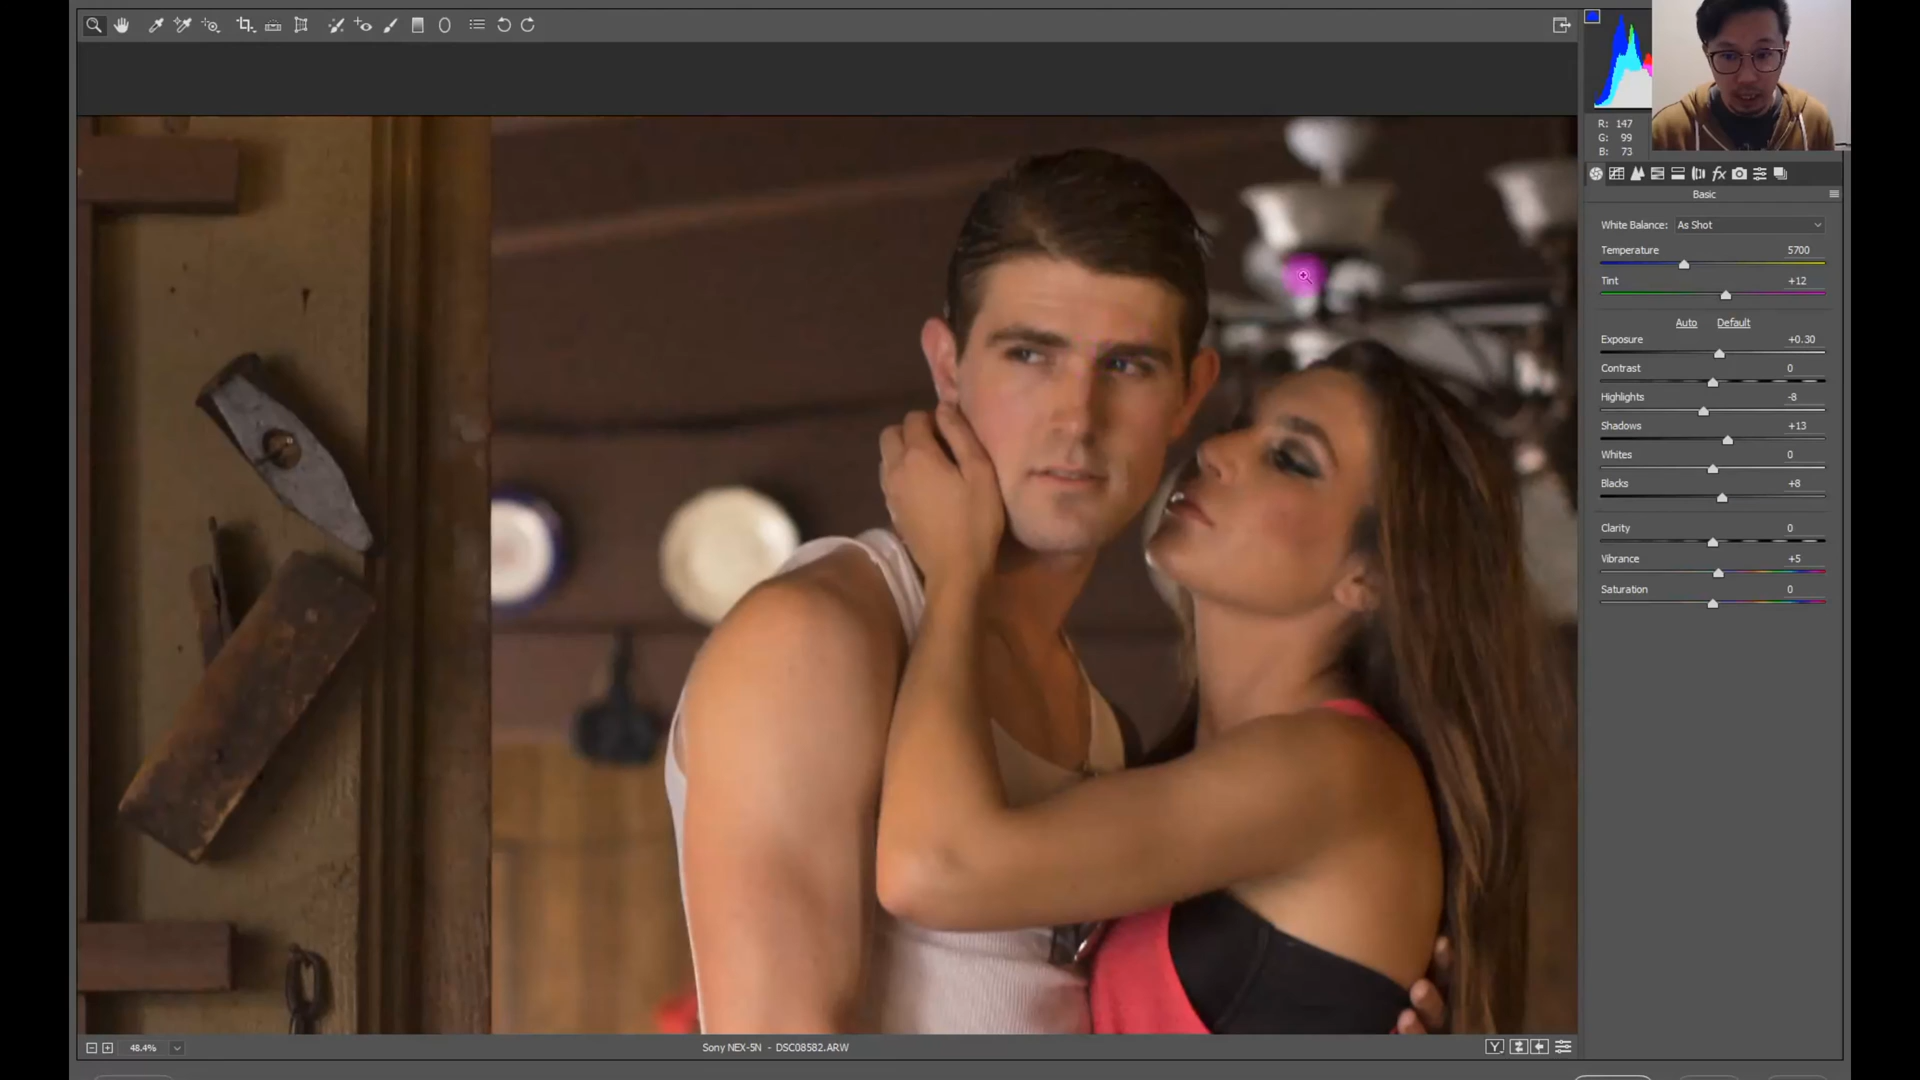 R: 147
G: 99
B: 73
Basic
White Balance: As Shot
Temperature 5700
Tint +12
Auto Default
Exposure +0.30
Contrast 0
Highlights -8
Shadows +13
Whites 0
Blacks +8
Clarity 0
Vibrance +5
Saturation 0
48.4%
Sony NEX-5N - DSC08582.ARW
Y